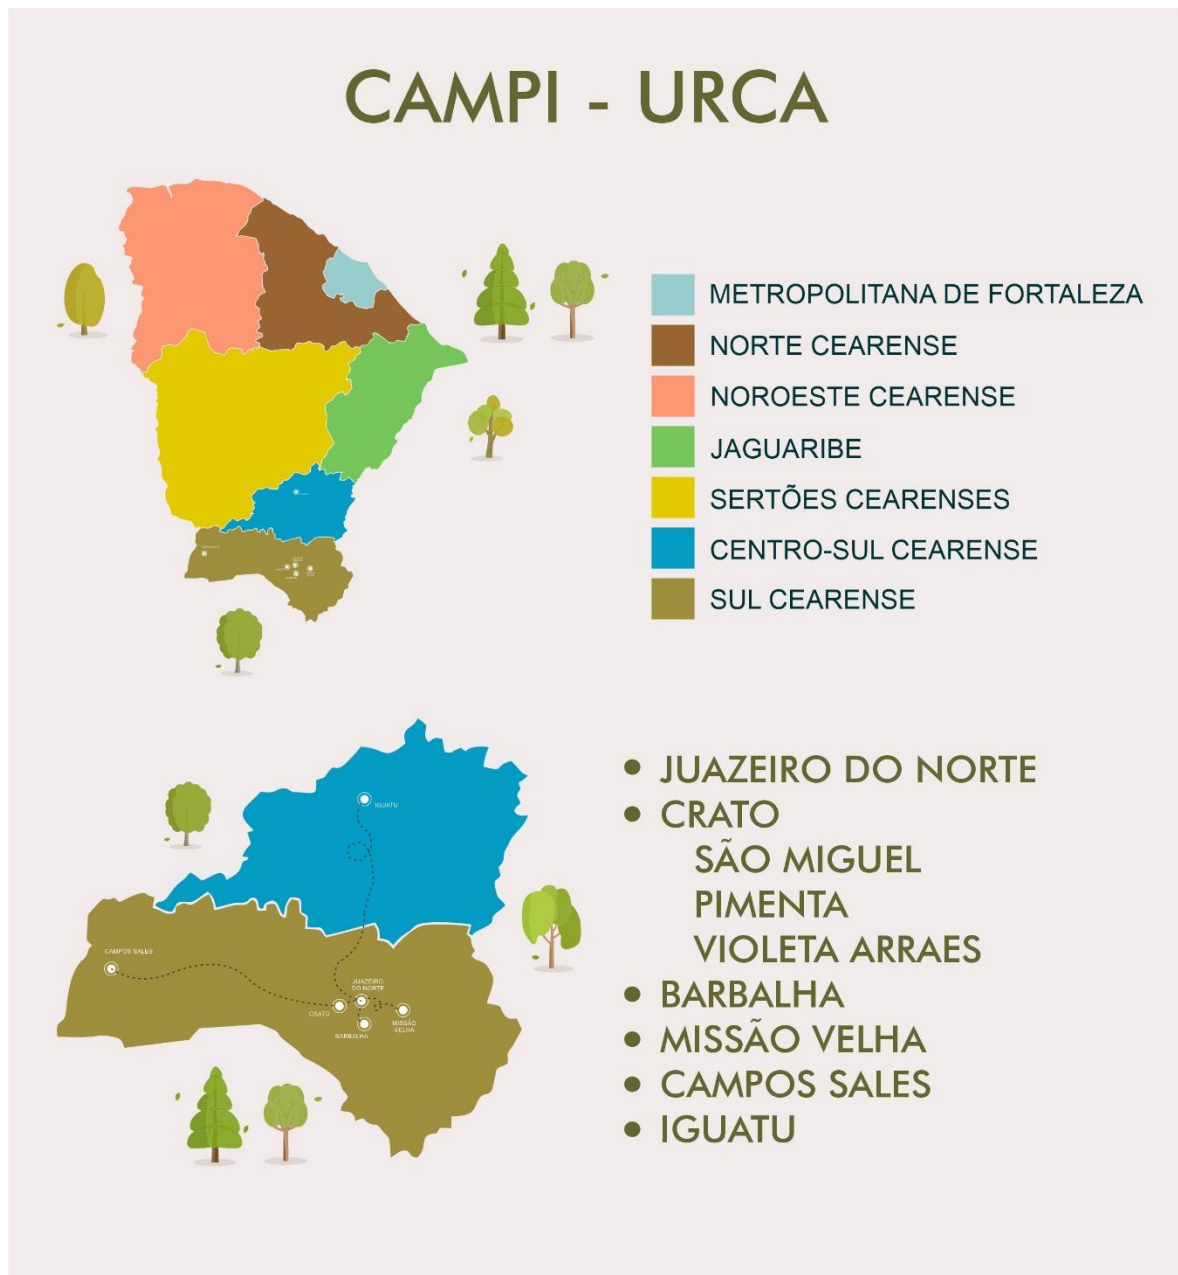 CAMPI - URCA
METROPOLITANA DE FORTALEZA
NORTE CEARENSE
NOROESTE CEARENSE
JAGUARIBE
SERTÕES CEARENSES
CENTRO-SUL CEARENSE
SUL CEARENSE
IGUATU
CAMPOS SALES
JUAZEIRO
DO NORTE
CRATO
MISSÃO
VELHA
BARBALHA
• JUAZEIRO DO NORTE
• CRATO
SÃO MIGUEL
PIMENTA
VIOLETA ARRAES
• BARBALHA
• MISSÃO VELHA
• CAMPOS SALES
• IGUATU